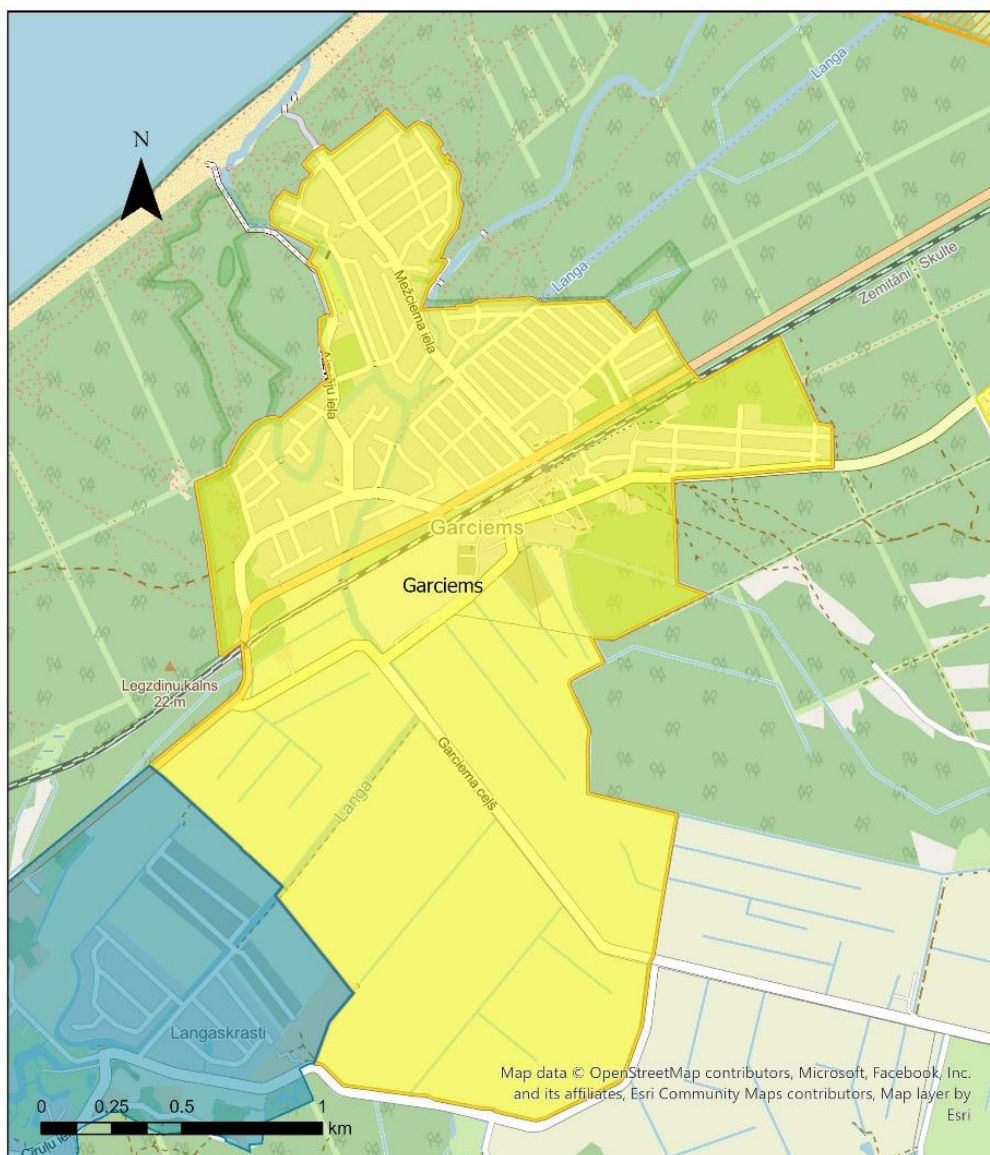 Langa
N
Langa
Zemitāni - Skulte
Mežciema iela
Garciems
Garciems
Legzdiņu kalns
22 m
Garciema ceļš
Langa
Langaskrasti
Map data © OpenStreetMap contributors, Microsoft, Facebook, Inc.
and its affiliates, Esri Community Maps contributors, Map layer by
Esri
0 0,25 0,5 1
km